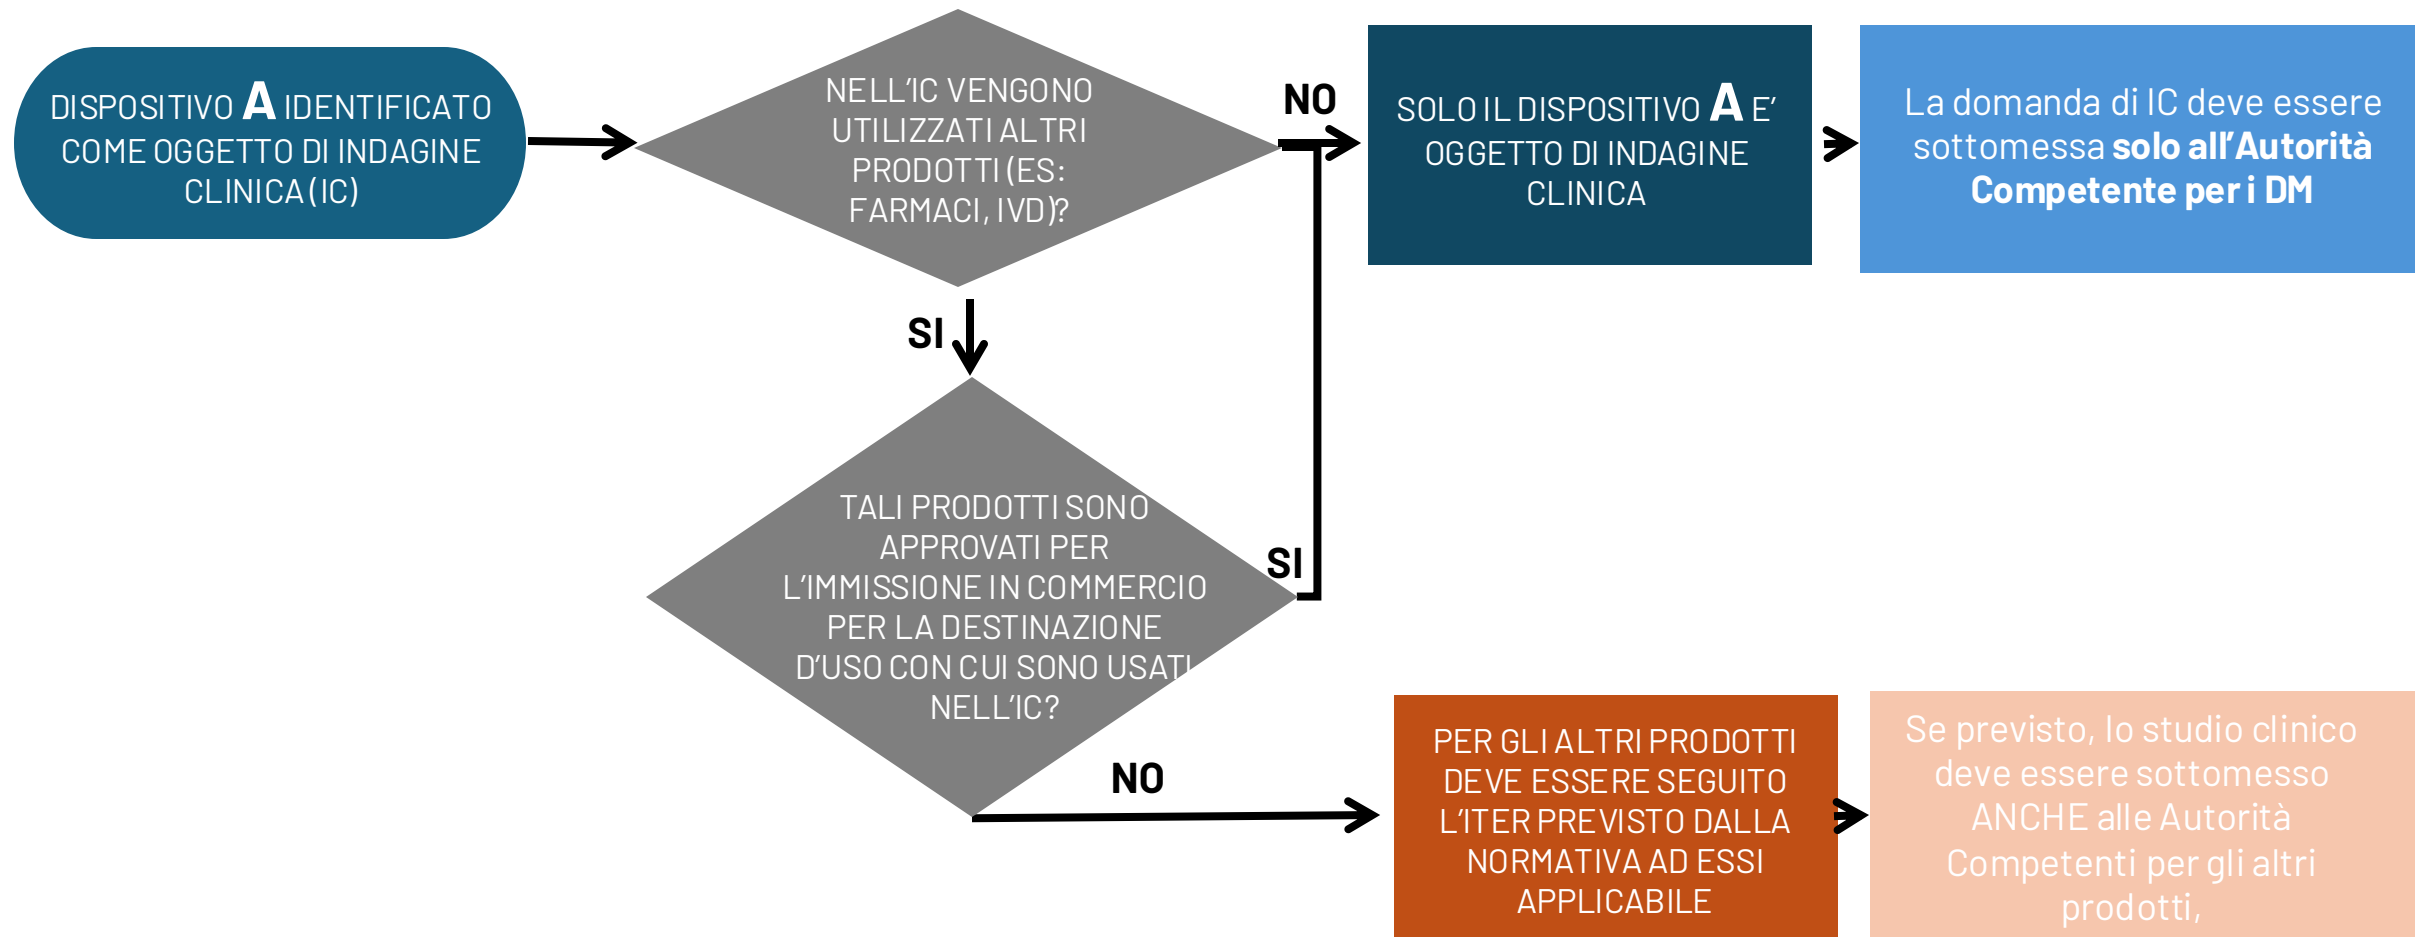 DISPOSITIVO A IDENTIFICATO
COME OGGETTO DI INDAGINE
CLINICA (IC)
NELL'IC VENGONO
UTILIZZATI ALTRI
PRODOTTI (ES:
FARMACI, IVD)?
NO
SOLO IL DISPOSITIVO A E'
OGGETTO DI INDAGINE
CLINICA
La domanda di IC deve essere
sottomessa solo all'Autorità
Competente per i DM
SI
TALI PRODOTTI SONO
APPROVATI PER
L'IMMISSIONE IN COMMERCIO
PER LA DESTINAZIONE
D'USO CON CUI SONO USATI
NELL'IC?
SI
NO
PER GLI ALTRI PRODOTTI
DEVE ESSERE SEGUITO
L'ITER PREVISTO DALLA
NORMATIVA AD ESSI
APPLICABILE
Se previsto, lo studio clinico
deve essere sottomesso
ANCHE alle Autorità
Competenti per gli altri
prodotti,